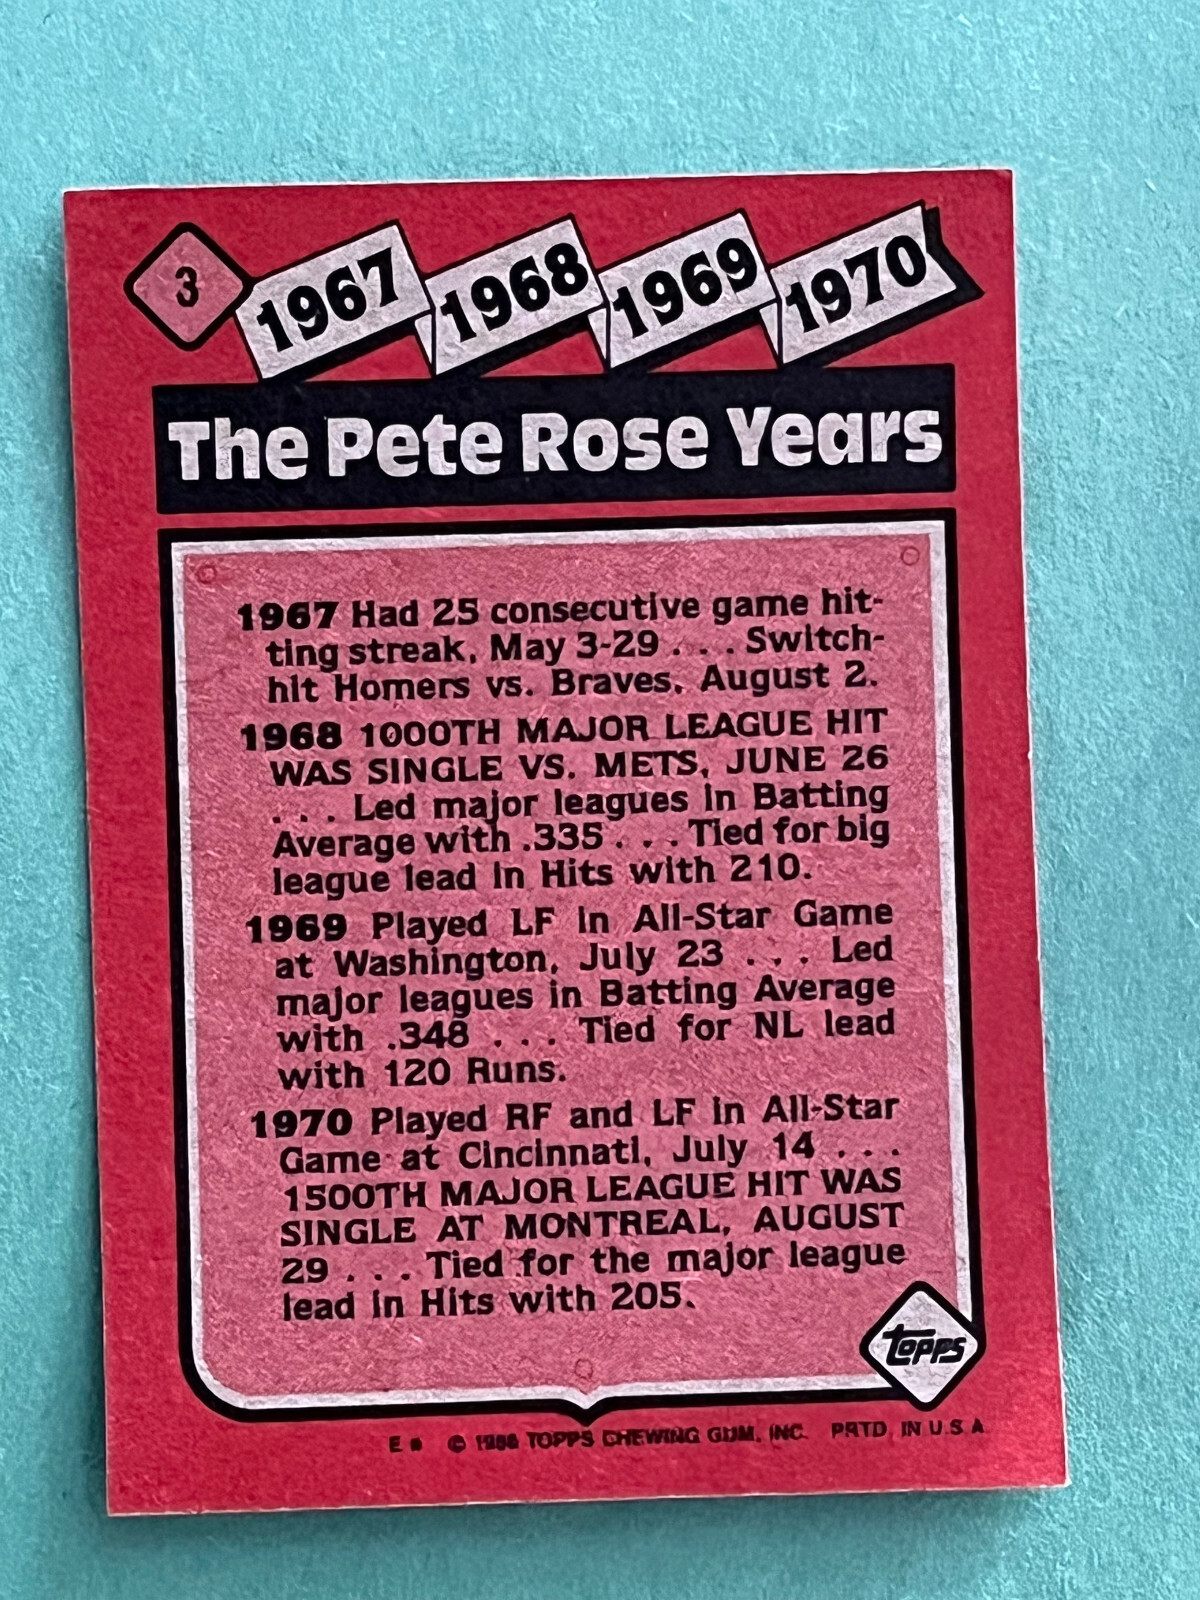 3
1967 1968 1969 1970
The Pete Rose Years
1967 Had 25 consecutive game hit-
ting streak, May 3-29 . . . Switch-
hit Homers vs. Braves, August 2.
1968 1000TH MAJOR LEAGUE HIT
WAS SINGLE VS. METS, JUNE 26
. . . Led major leagues in Batting
Average with .335 . . . Tied for big
league lead in Hits with 210.
1969 Played LF in All-Star Game
at Washington, July 23 . . . Led
major leagues in Batting Average
with .348 . . . Tied for NL lead
with 120 Runs.
1970 Played RF and LF in All-Star
Game at Cincinnati, July 14 . . .
1500TH MAJOR LEAGUE HIT WAS
SINGLE AT MONTREAL, AUGUST
29 . . . Tied for the major league
lead in Hits with 205.
topps
E * © 1986 TOPPS CHEWING GUM, INC. PRTD. IN U.S.A.